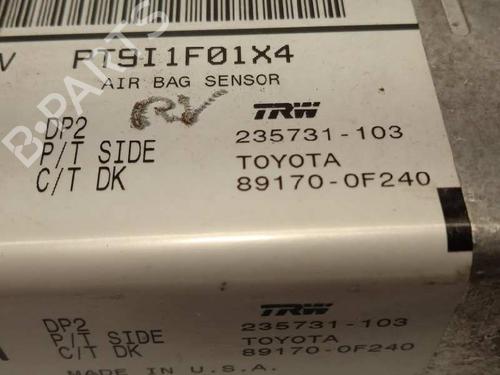 V PT9I1F01X4
AIR BAG SENSOR
RV
DP2 TRW
P/T SIDE 235731-103
C/T DK TOYOTA
89170-0F240
B-PARTS
DP2 TRW
P/T SIDE 235731-103
C/T DK TOYOTA
89170-0F240
MADE IN U.S.A.